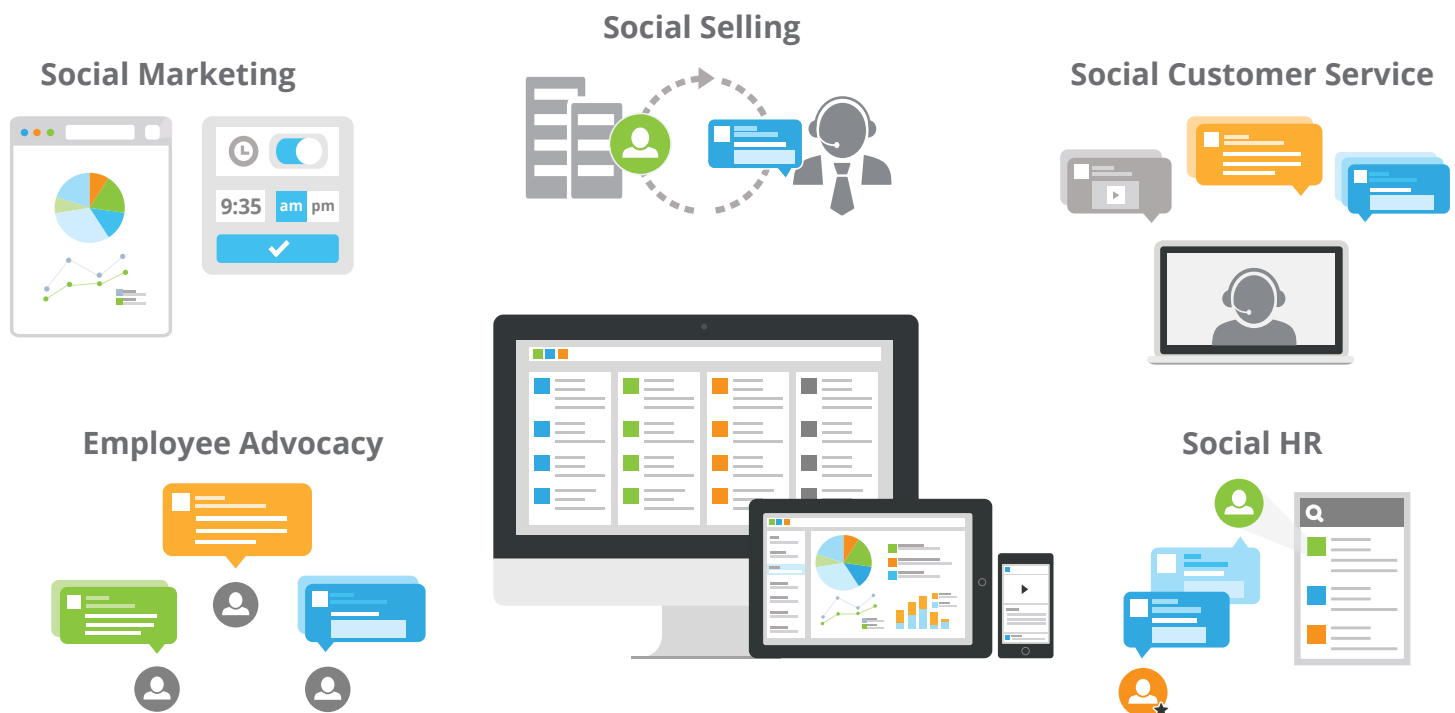 Social Selling
Social Marketing
Social Customer Service
9:35 am pm
Employee Advocacy
Social HR